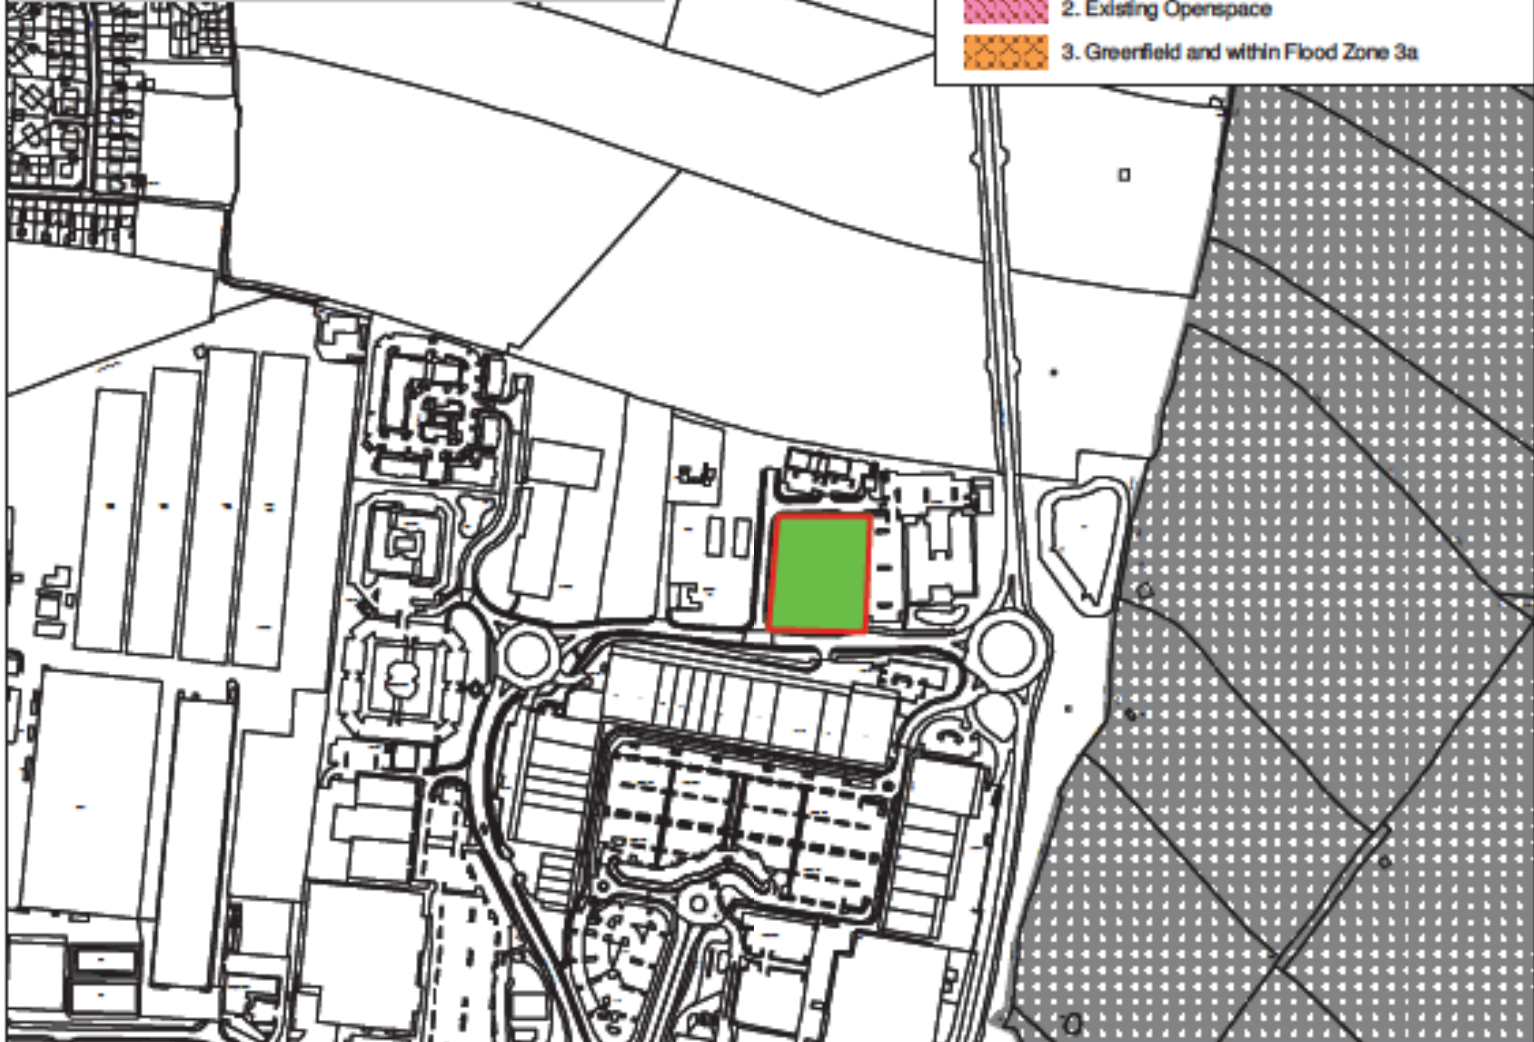 2. Existing Openspace
3. Greenfield and within Flood Zone 3a